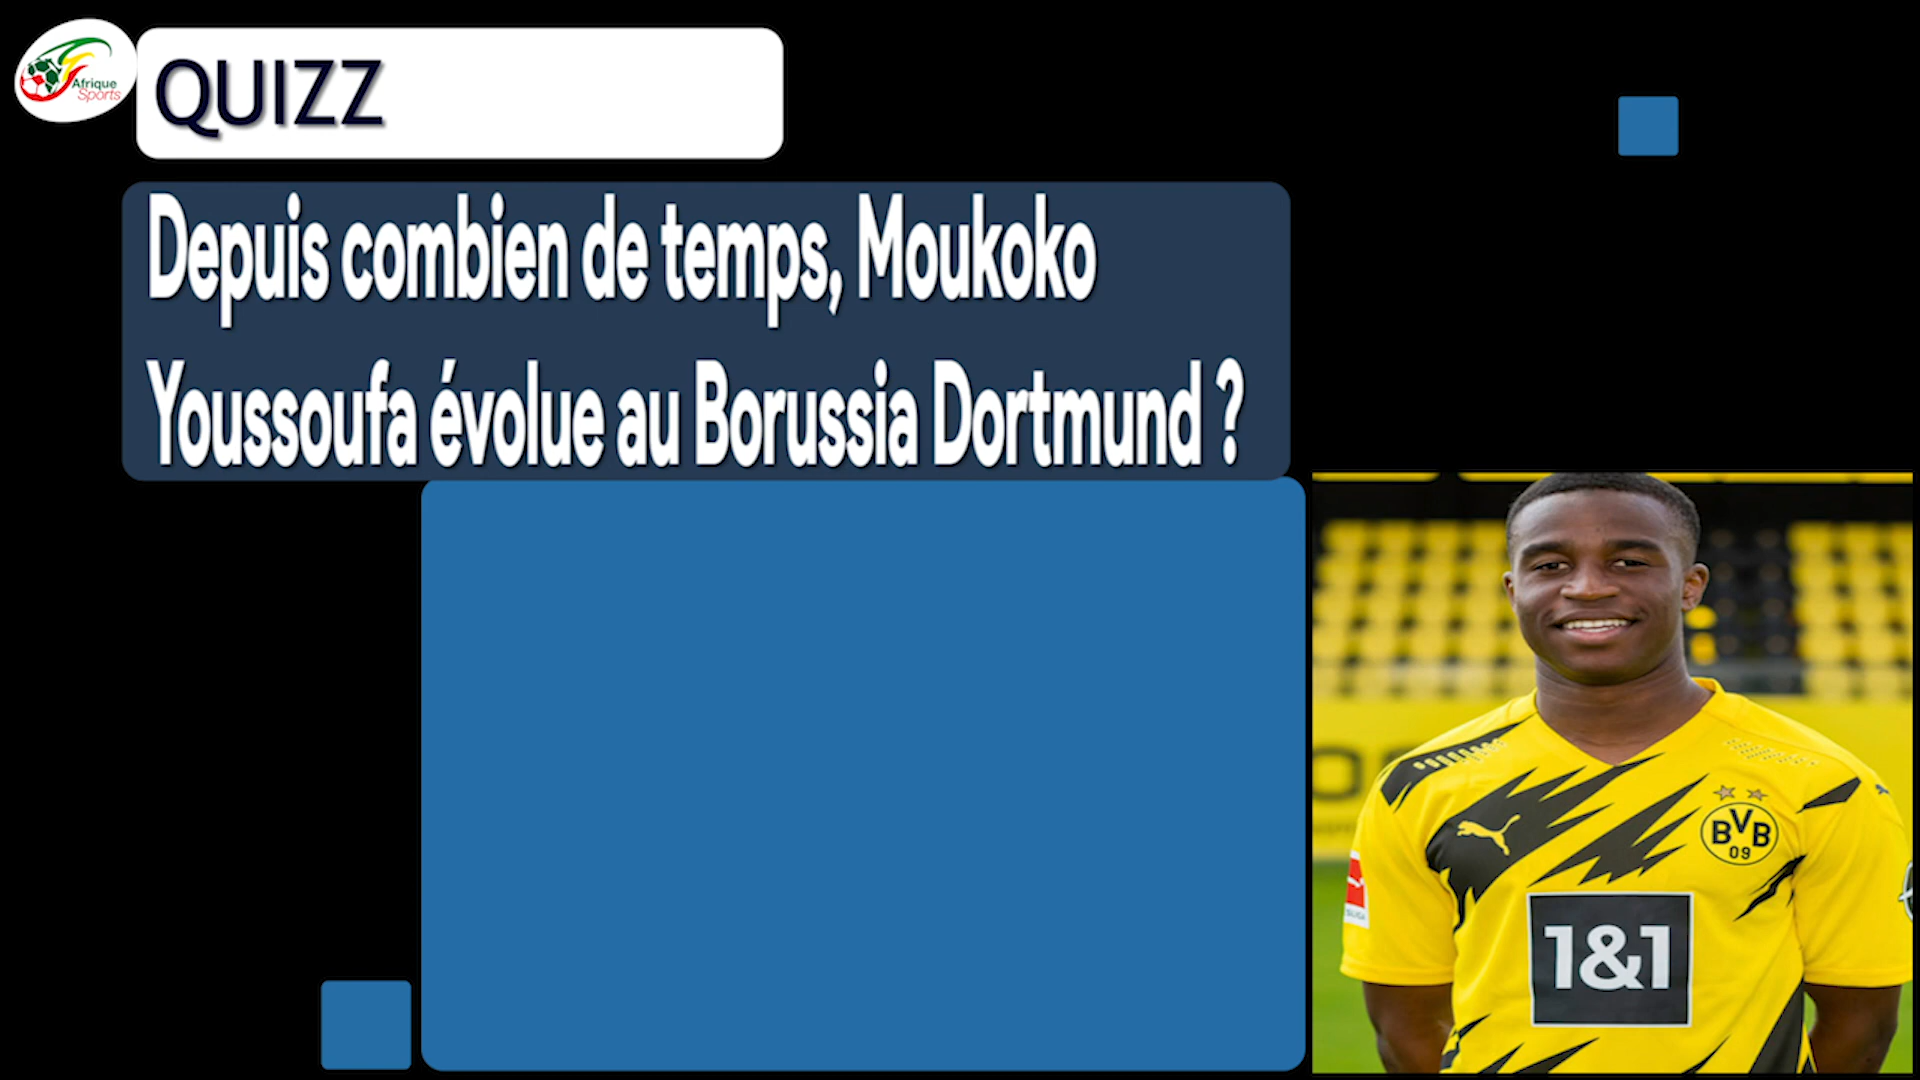 Afrique
Sports
QUIZZ
Depuis combien de temps, Moukoko
Youssoufa évolue au Borussia Dortmund ?
BVB
09
1&1